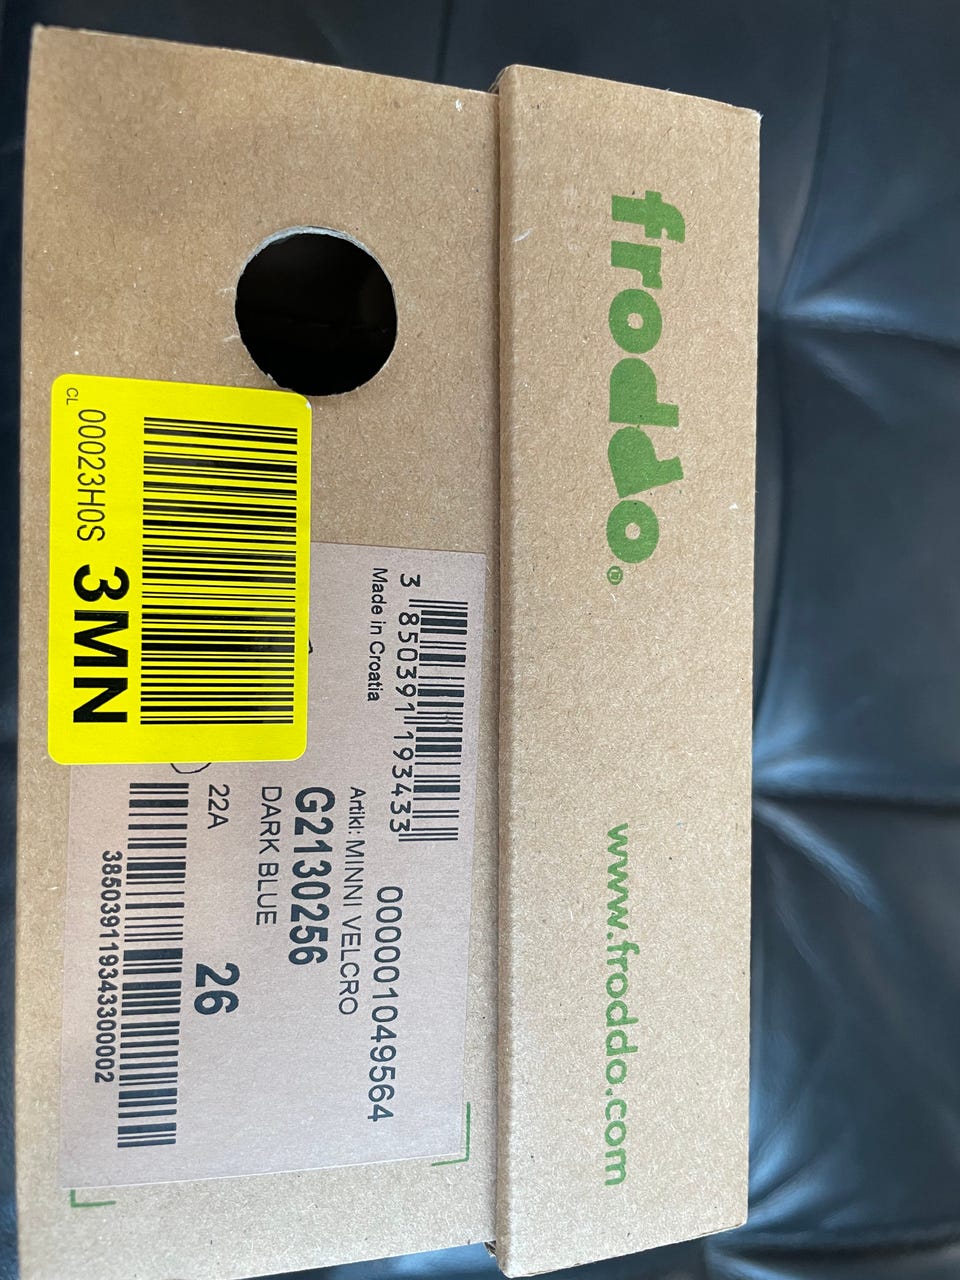 froddo®
www.froddo.com
3 850391 193433
0000001049564
Made in Croatia
Artikl: MINNI VELCRO
G2130256
DARK BLUE
22A
26
385039119343300002
CL 00023H0S
3MN